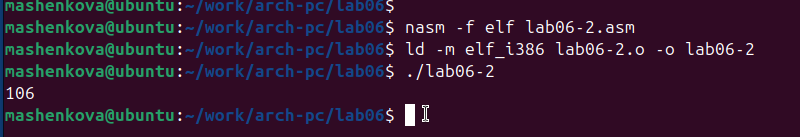 mashenkova@ubuntu:~/work/arch-pc/lab06$
mashenkova@ubuntu:~/work/arch-pc/lab06$ nasm -f elf lab06-2.asm
mashenkova@ubuntu:~/work/arch-pc/lab06$ ld -m elf_i386 lab06-2.o -o lab06-2
mashenkova@ubuntu:~/work/arch-pc/lab06$ ./lab06-2
106
mashenkova@ubuntu:~/work/arch-pc/lab06$